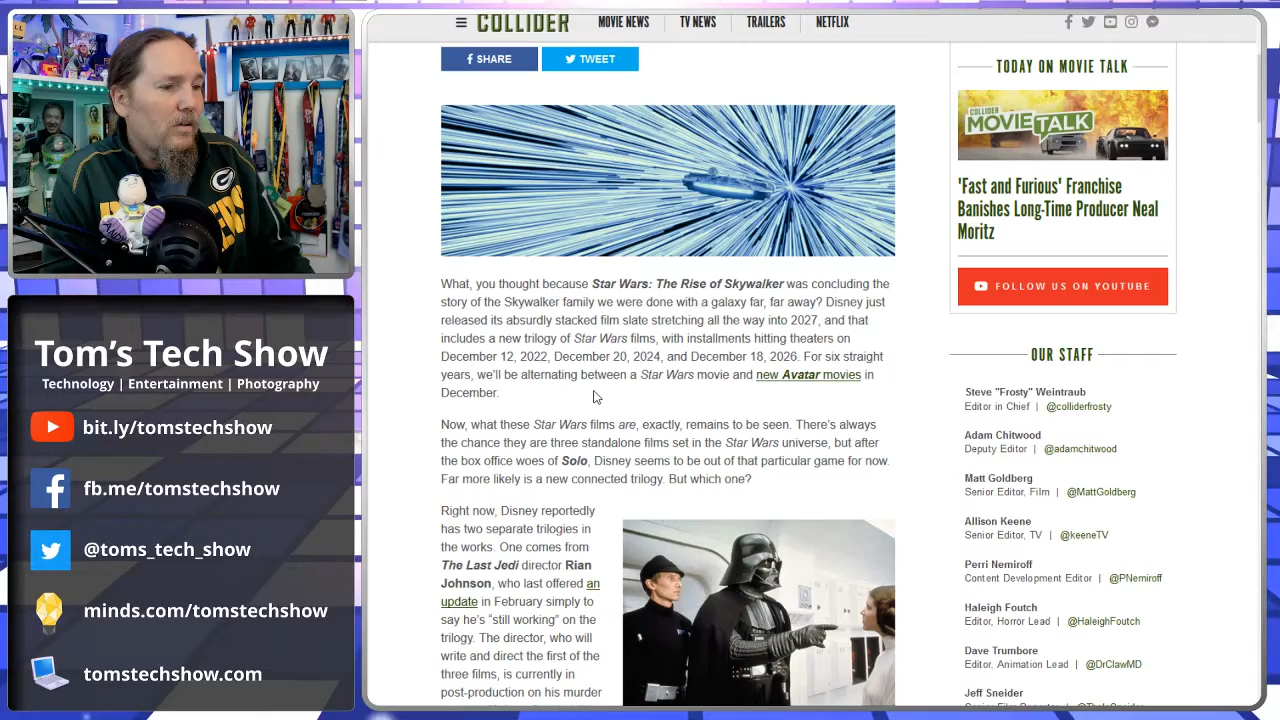 COLLIDER
MOVIE NEWS
TV NEWS
TRAILERS
NETFLIX
SHARE
TWEET
What, you thought because Star Wars: The Rise of Skywalker was concluding the
story of the Skywalker family we were done with a galaxy far, far away? Disney just
released its absurdly stacked film slate stretching all the way into 2027, and that
includes a new trilogy of Star Wars films, with installments hitting theaters on
December 12, 2022, December 20, 2024, and December 18, 2026. For six straight
years, we'll be alternating between a Star Wars movie and new Avatar movies in
December.
Now, what these Star Wars films are, exactly, remains to be seen. There's always
the chance they are three standalone films set in the Star Wars universe, but after
the box office woes of Solo, Disney seems to be out of that particular game for now.
Far more likely is a new connected trilogy. But which one?
Right now, Disney reportedly
has two separate trilogies in
the works. One comes from
The Last Jedi director Rian
Johnson, who last offered an
update in February simply to
say he's "still working" on the
trilogy. The director, who will
write and direct the first of the
three films, is currently in
post-production on his murder
TODAY ON MOVIE TALK
COLLIDER
MOVIE TALK
'Fast and Furious' Franchise
Banishes Long-Time Producer Neal
Moritz
FOLLOW US ON YOUTUBE
OUR STAFF
Steve "Frosty" Weintraub
Editor in Chief | @colliderfrosty
Adam Chitwood
Deputy Editor | @adamchitwood
Matt Goldberg
Senior Editor, Film | @MattGoldberg
Allison Keene
Senior Editor, TV | @keeneTV
Perri Nemiroff
Content Development Editor | @PNemiroff
Haleigh Foutch
Editor, Horror Lead | @HaleighFoutch
Dave Trumbore
Editor, Animation Lead | @DrClawMD
Jeff Sneider
Tom's Tech Show
Technology | Entertainment | Photography
bit.ly/tomstechshow
fb.me/tomstechshow
@toms_tech_show
minds.com/tomstechshow
tomstechshow.com